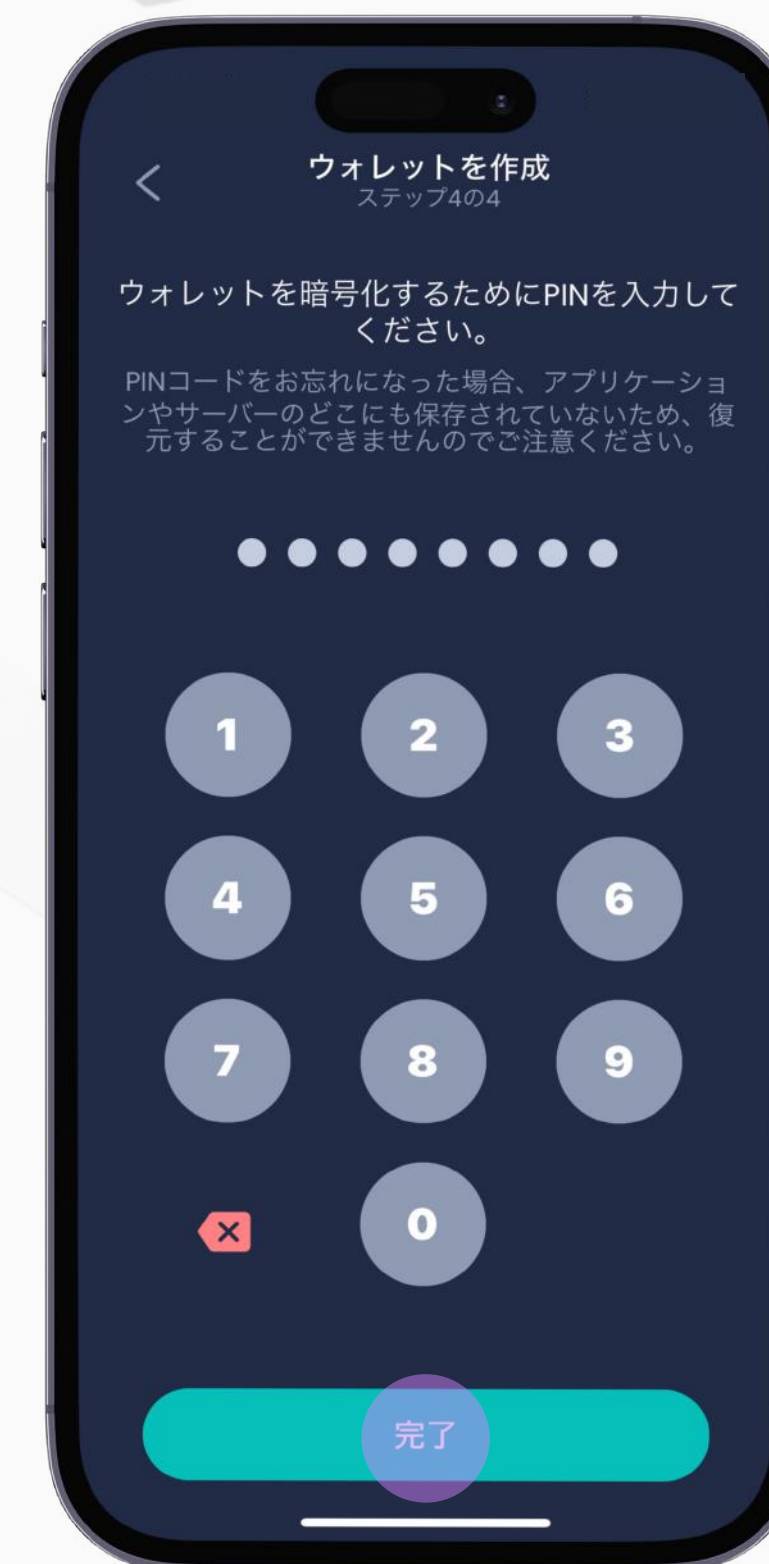 ウォレットを作成
ステップ4の4
ウォレットを暗号化するためにPINを入力して
ください。
PINコードをお忘れになった場合、アプリケーショ
ンやサーバーのどこにも保存されていないため、復
元することができませんのでご注意ください。
1 2 3
4 5 6
7 8 9
0
完了